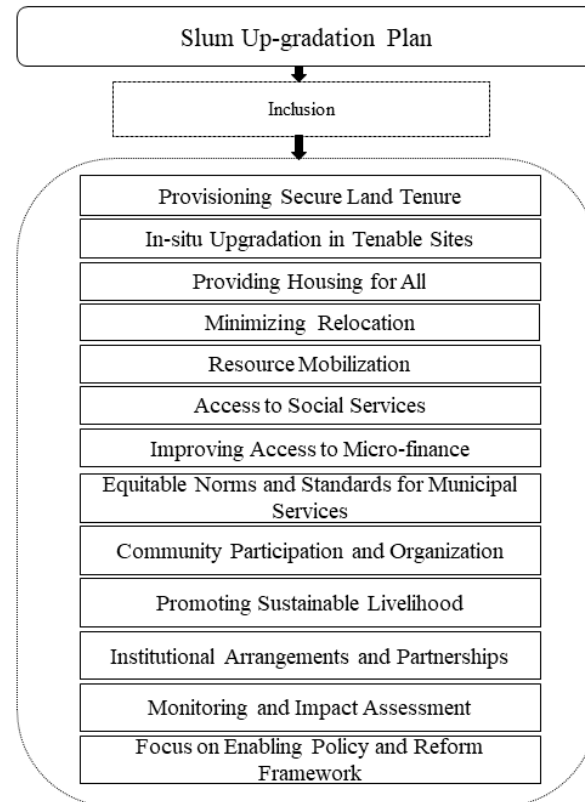 Slum Up-gradation Plan
Inclusion
Provisioning Secure Land Tenure
In-situ Upgradation in Tenable Sites
Providing Housing for All
Minimizing Relocation
Resource Mobilization
Access to Social Services
Improving Access to Micro-finance
Equitable Norms and Standards for Municipal
Services
Community Participation and Organization
Promoting Sustainable Livelihood
Institutional Arrangements and Partnerships
Monitoring and Impact Assessment
Focus on Enabling Policy and Reform
Framework